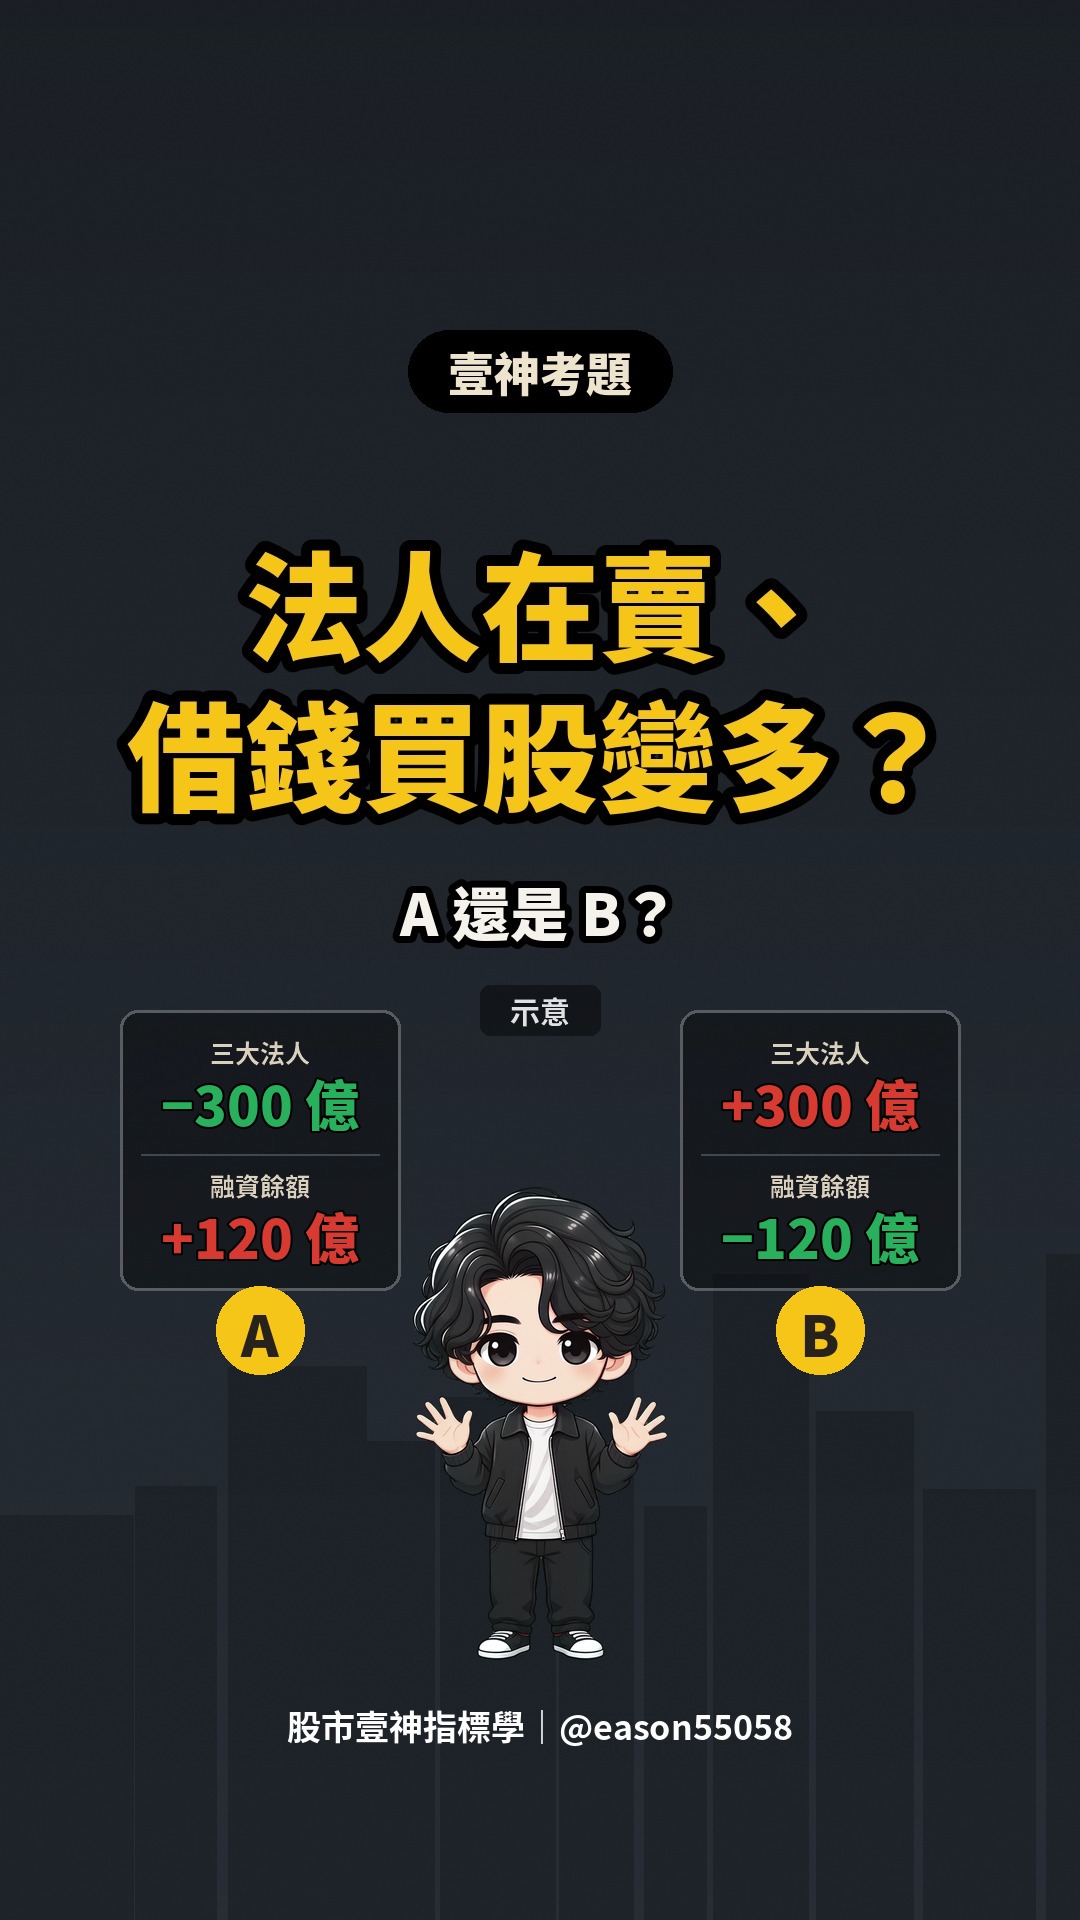 壹神考題
法人在賣、
借錢買股變多？
A 還是 B？
示意
三大法人
−300 億
融資餘額
+120 億
A
三大法人
+300 億
融資餘額
−120 億
B
股市壹神指標學｜@eason55058